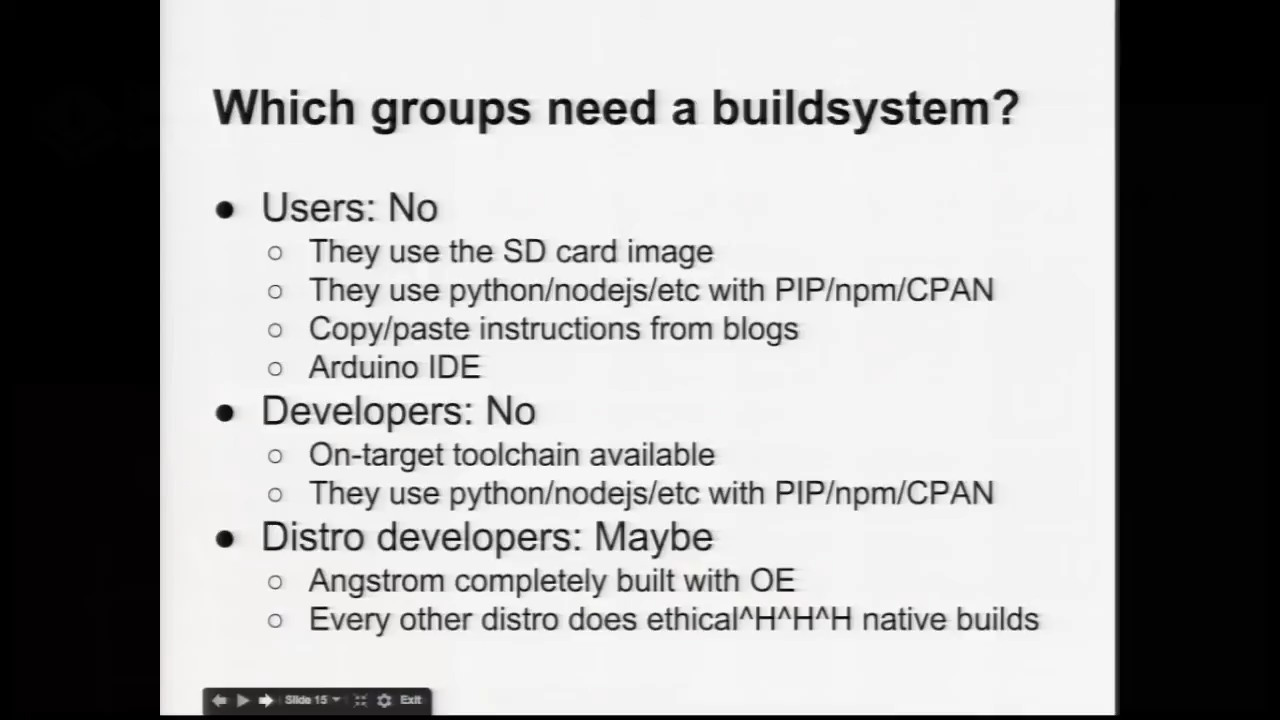 Which groups need a buildsystem?
● Users: No
○ They use the SD card image
○ They use python/nodejs/etc with PIP/npm/CPAN
○ Copy/paste instructions from blogs
○ Arduino IDE
● Developers: No
○ On-target toolchain available
○ They use python/nodejs/etc with PIP/npm/CPAN
● Distro developers: Maybe
○ Angstrom completely built with OE
○ Every other distro does ethical^H^H^H native builds
Slide 15 Exit